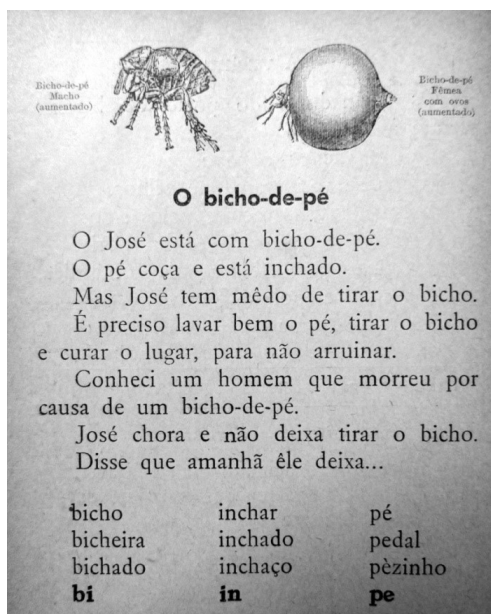 Bicho-de-pé
Macho
(aumentado)
Bicho-de-pé
Fêmea
com ovos
(aumentado)
O bicho-de-pé
O José está com bicho-de-pé.
O pé coça e está inchado.
Mas José tem mêdo de tirar o bicho.
É preciso lavar bem o pé, tirar o bicho
e curar o lugar, para não arruinar.
Conheci um homem que morreu por
causa de um bicho-de-pé.
José chora e não deixa tirar o bicho.
Disse que amanhã êle deixa...
bicho inchar pé
bicheira inchado pedal
bichado inchaço pèzinho
bi in pe